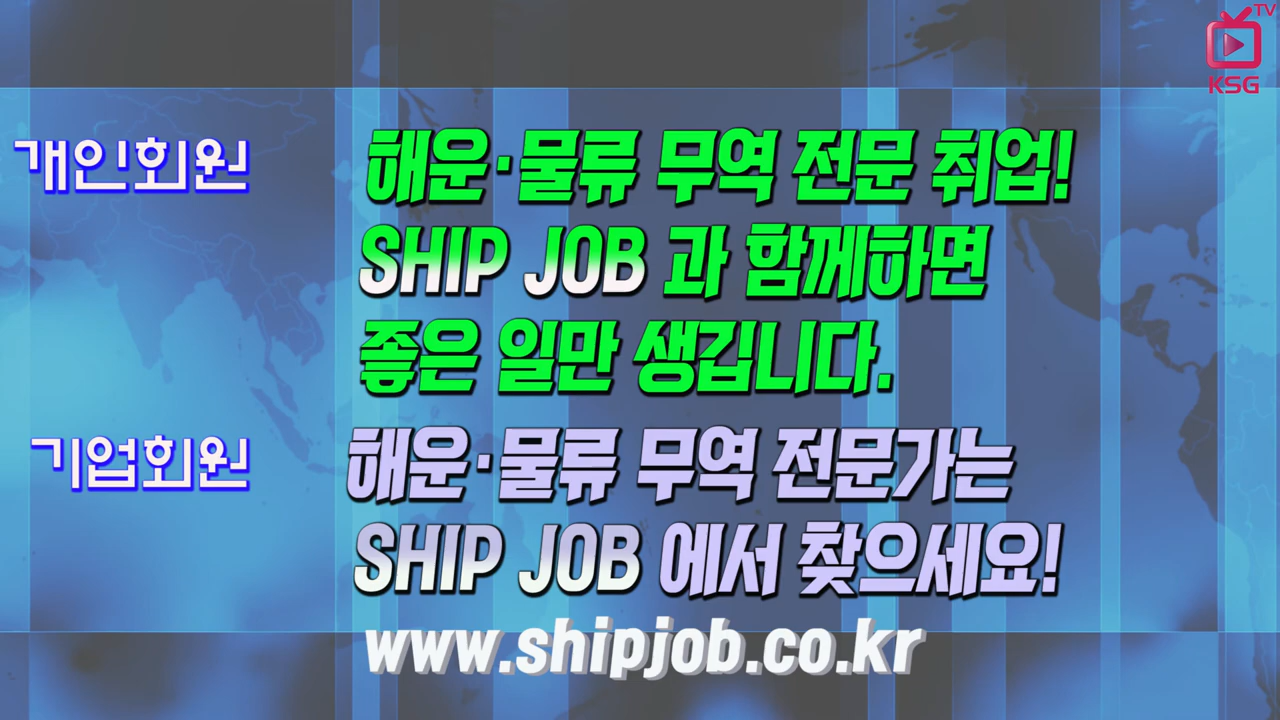 TV
KSG
개인회원
해운·물류 무역 전문 취업!
SHIP JOB 과 함께하면
좋은 일만 생깁니다.
기업회원
해운·물류 무역 전문가는
SHIP JOB 에서 찾으세요!
www.shipjob.co.kr